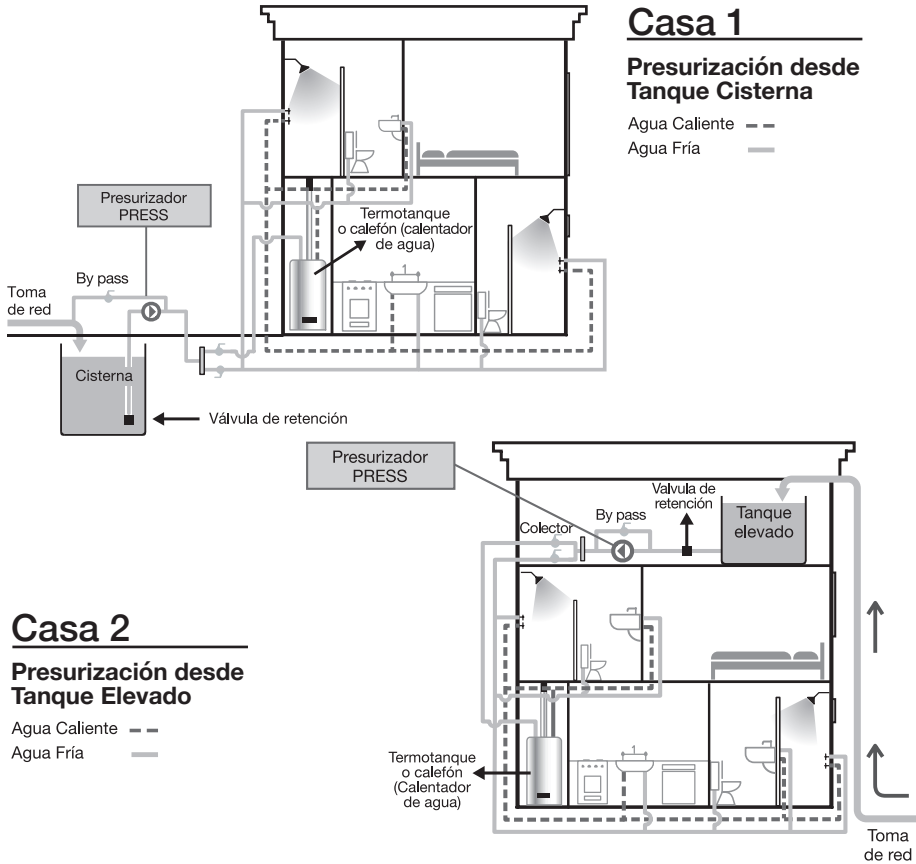 Casa 1
Presurización desde
Tanque Cisterna
Agua Caliente
Agua Fría
Presurizador
PRESS
Termotanque
o calefón (calentador
de agua)
By pass
Toma
de red
Cisterna
Válvula de retención
Presurizador
PRESS
Valvula de
retención
By pass
Colector
Tanque
elevado
Casa 2
Presurización desde
Tanque Elevado
Agua Caliente
Agua Fría
Termotanque
o calefón
(Calentador
de agua)
Toma
de red